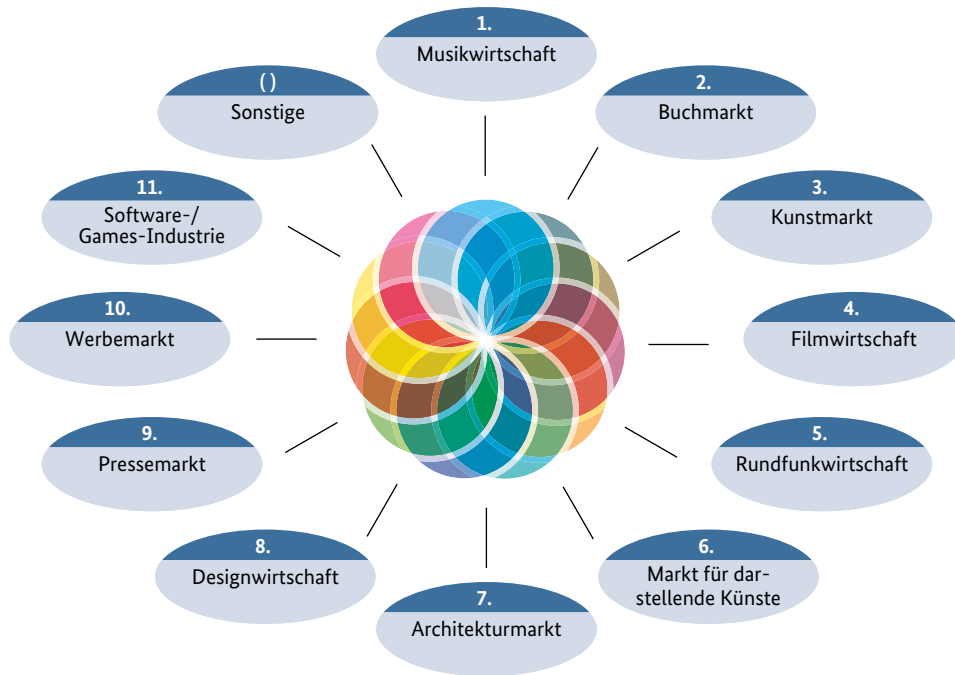 1.
Musikwirtschaft
2.
Buchmarkt
3.
Kunstmarkt
4.
Filmwirtschaft
5.
Rundfunkwirtschaft
6.
Markt für dar-
stellende Künste
7.
Architekturmarkt
8.
Designwirtschaft
9.
Pressemarkt
10.
Werbemarkt
11.
Software-/
Games-Industrie
( )
Sonstige